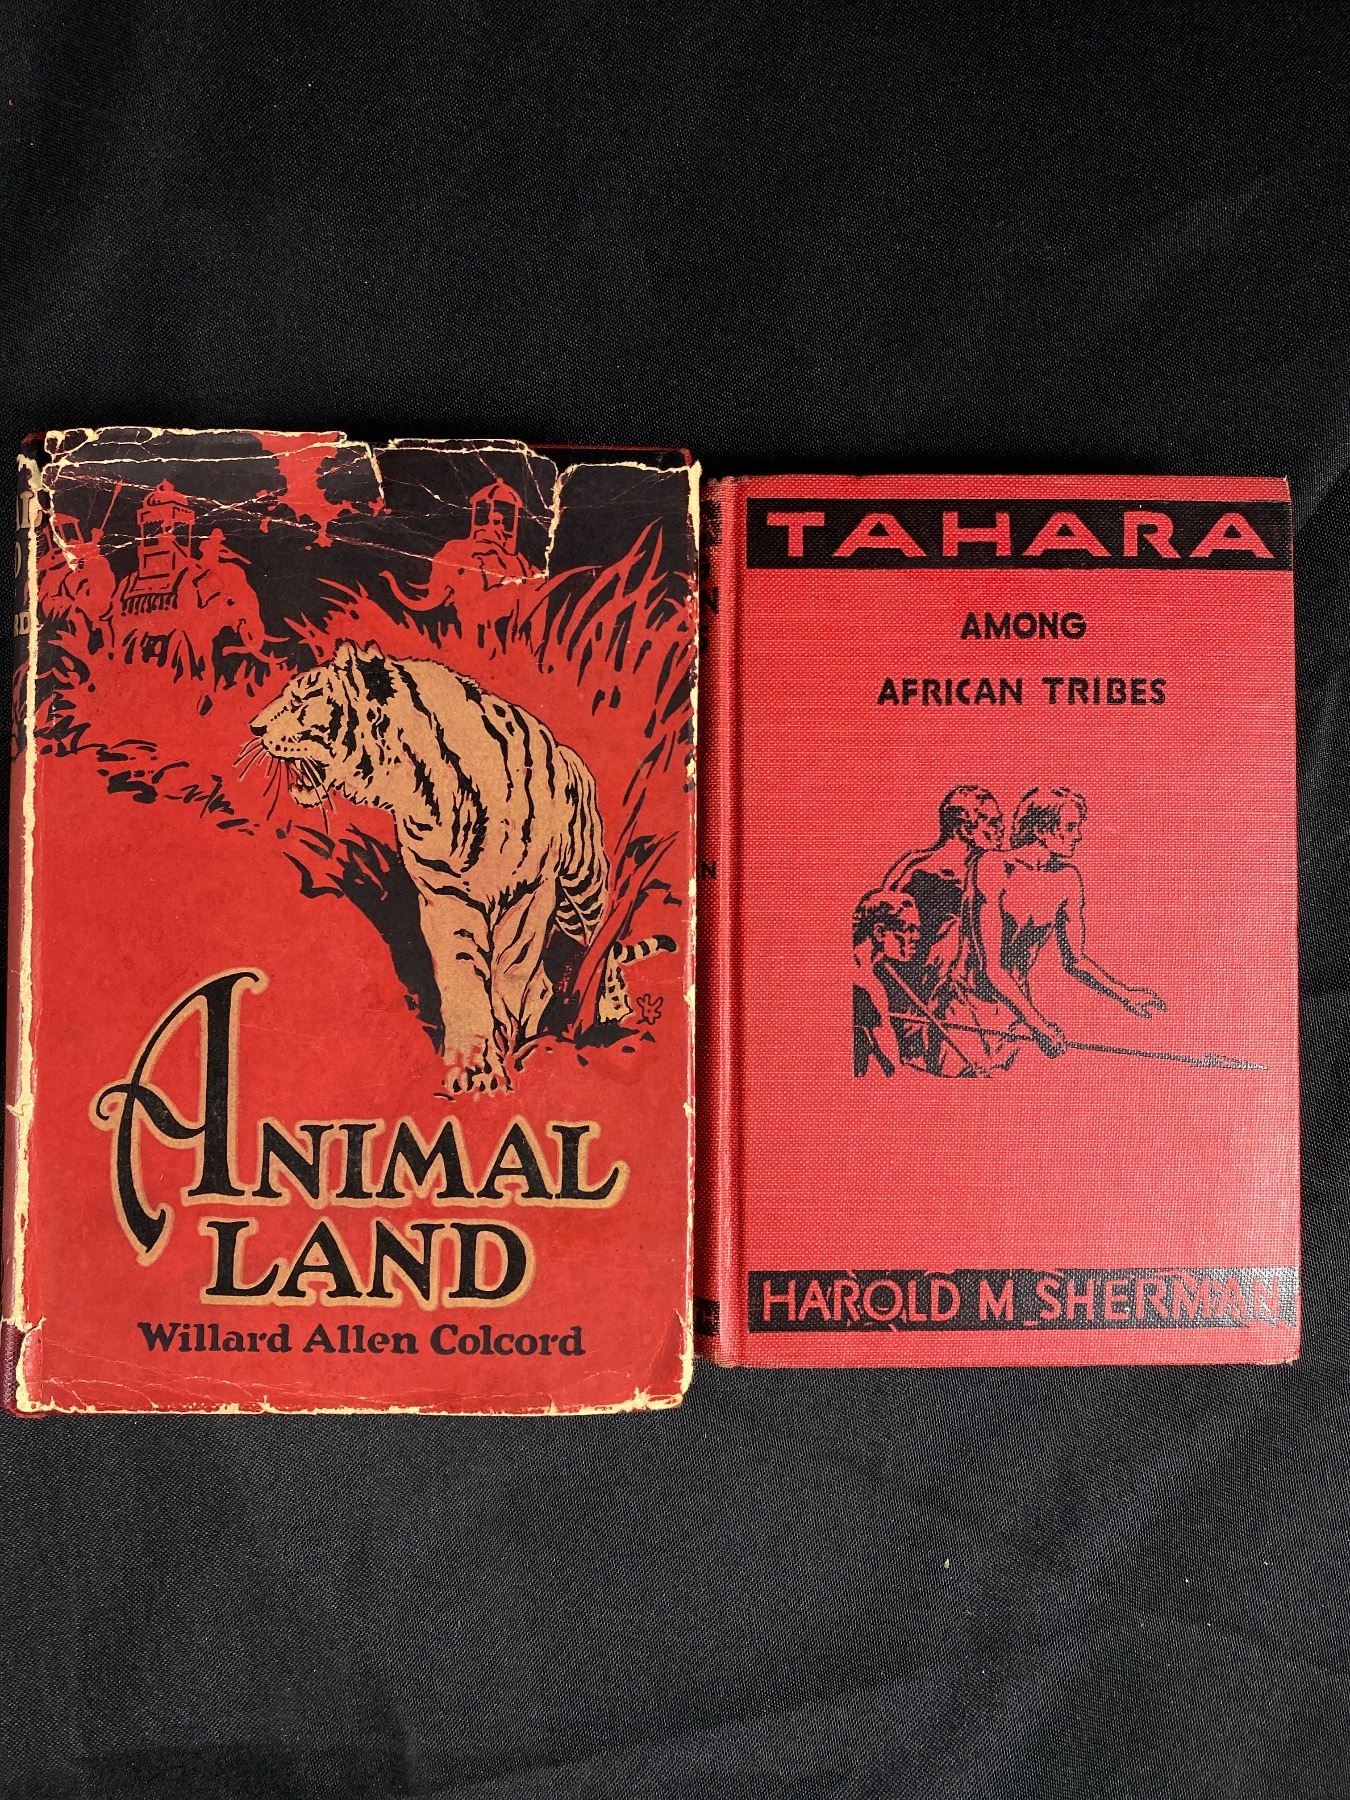 ANIMAL
LAND
Willard Allen Colcord
TAHARA
AMONG
AFRICAN TRIBES
HAROLD M SHERMAN